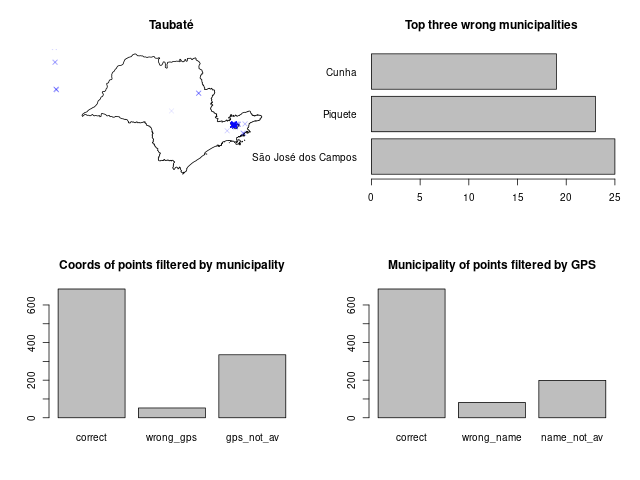 Taubaté
Top three wrong municipalities
Cunha
Piquete
São José dos Campos
0 5 10 15 20 25
Coords of points filtered by municipality
0 200 400 600
correct wrong_gps gps_not_av
Municipality of points filtered by GPS
0 200 400 600
correct wrong_name name_not_av